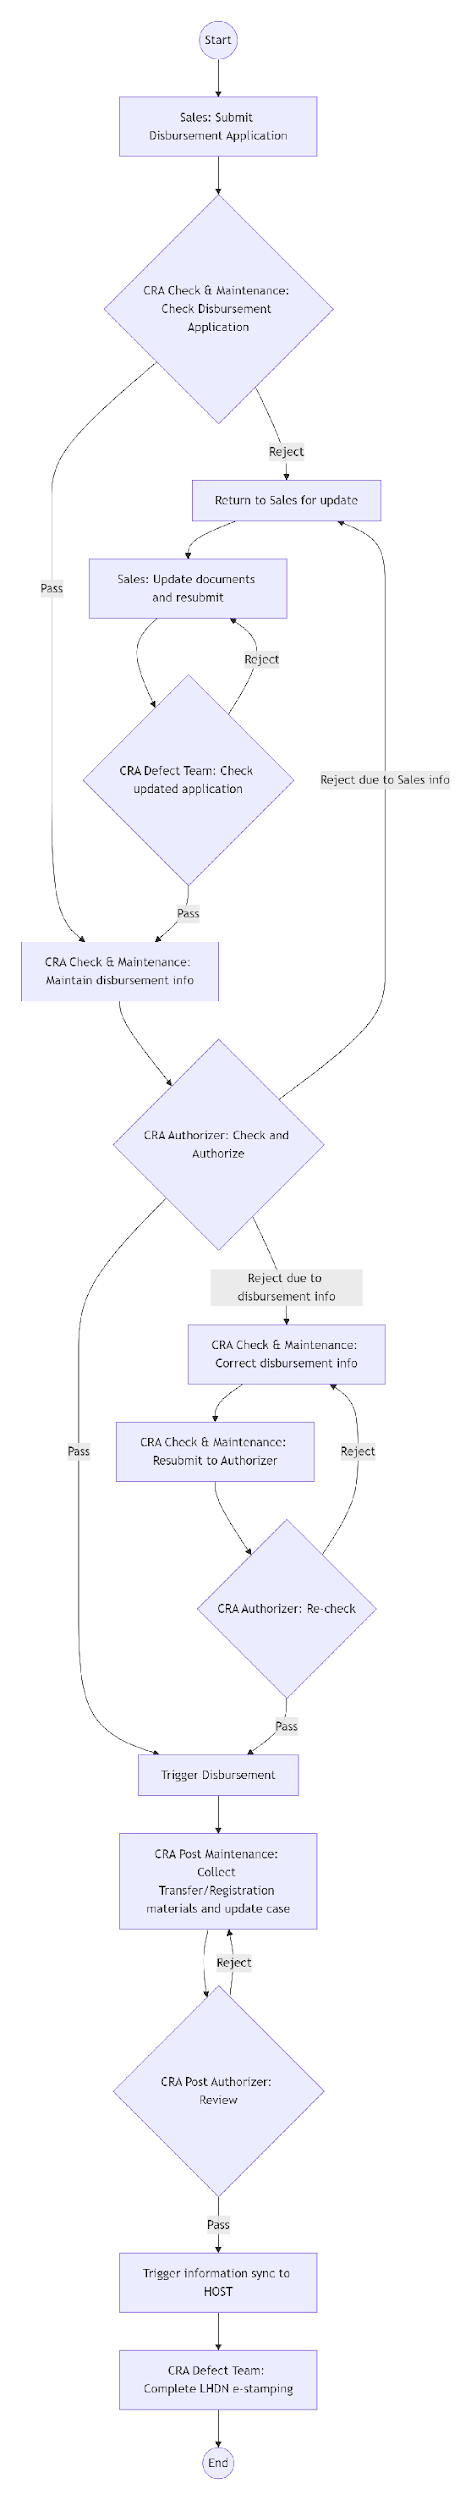 Start
Sales: Submit
Disbursement Application
CRA Check & Maintenance:
Check Disbursement
Application
Reject
Return to Sales for update
Pass
Sales: Update documents
and resubmit
Reject
CRA Defect Team: Check
updated application
Reject due to Sales info
Pass
CRA Check & Maintenance:
Maintain disbursement info
CRA Authorizer: Check and
Authorize
Reject due to
disbursement info
CRA Check & Maintenance:
Correct disbursement info
Pass
CRA Check & Maintenance:
Resubmit to Authorizer
Reject
CRA Authorizer: Re-check
Pass
Trigger Disbursement
CRA Post Maintenance:
Collect
Transfer/Registration
materials and update case
Reject
CRA Post Authorizer:
Review
Pass
Trigger information sync to
HOST
CRA Defect Team:
Complete LHDN e-stamping
End